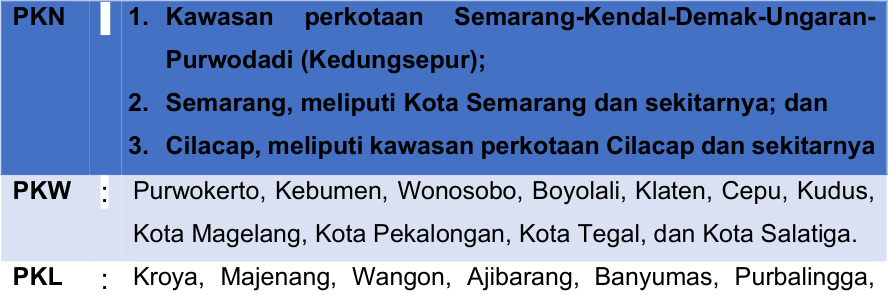 PKN 1. Kawasan perkotaan Semarang-Kendal-Demak-Ungaran-
Purwodadi (Kedungsepur);
2. Semarang, meliputi Kota Semarang dan sekitarnya; dan
3. Cilacap, meliputi kawasan perkotaan Cilacap dan sekitarnya
PKW : Purwokerto, Kebumen, Wonosobo, Boyolali, Klaten, Cepu, Kudus,
Kota Magelang, Kota Pekalongan, Kota Tegal, dan Kota Salatiga.
PKL : Kroya, Majenang, Wangon, Ajibarang, Banyumas, Purbalingga,